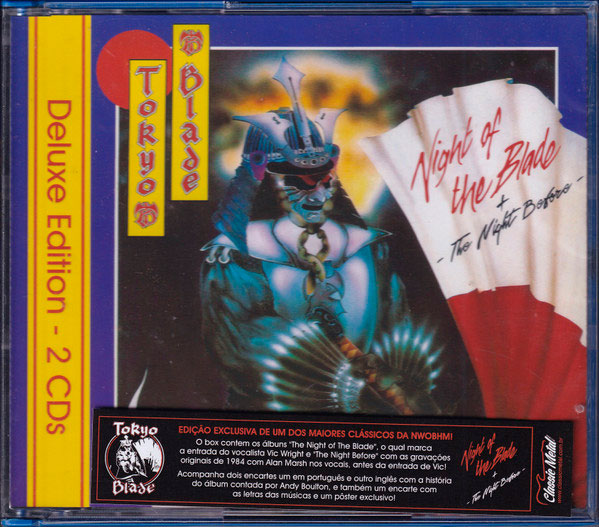 Deluxe Edition - 2 CDs
Tokyo
Blade
Night of
the Blade
+
- The Night Before -
Tokyo
Blade
EDIÇÃO EXCLUSIVA DE UM DOS MAIORES CLÁSSICOS DA NWOBHM!
O box contem os álbuns "The Night of The Blade", o qual marca
a entrada do vocalista Vic Wright e "The Night Before" com as gravações
originais de 1984 com Alan Marsh nos vocais, antes da entrada de Vic!
Acompanha dois encartes um em português e outro inglês com a história
do álbum contada por Andy Boulton, e também um encarte com
as letras das músicas e um pôster exclusivo!
Night of
the Blade
+
- The Night Before -
Classic Metal